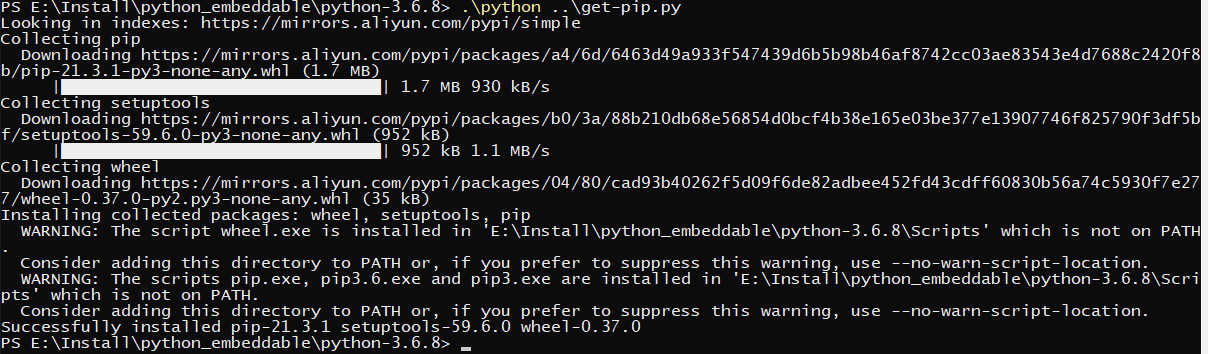 PS E:\Install\python_embeddable\python-3.6.8> .\python ..\get-pip.py
Looking in indexes: https://mirrors.aliyun.com/pypi/simple
Collecting pip
  Downloading https://mirrors.aliyun.com/pypi/packages/a4/6d/6463d49a933f547439d6b5b98b46af8742cc03ae83543e4d7688c2420f8
b/pip-21.3.1-py3-none-any.whl (1.7 MB)
     |████████████████████████████████| 1.7 MB 930 kB/s
Collecting setuptools
  Downloading https://mirrors.aliyun.com/pypi/packages/b0/3a/88b210db68e56854d0bcf4b38e165e03be377e13907746f825790f3df5b
f/setuptools-59.6.0-py3-none-any.whl (952 kB)
     |████████████████████████████████| 952 kB 1.1 MB/s
Collecting wheel
  Downloading https://mirrors.aliyun.com/pypi/packages/04/80/cad93b40262f5d09f6de82adbee452fd43cdff60830b56a74c5930f7e27
7/wheel-0.37.0-py2.py3-none-any.whl (35 kB)
Installing collected packages: wheel, setuptools, pip
  WARNING: The script wheel.exe is installed in 'E:\Install\python_embeddable\python-3.6.8\Scripts' which is not on PATH
.
  Consider adding this directory to PATH or, if you prefer to suppress this warning, use --no-warn-script-location.
  WARNING: The scripts pip.exe, pip3.6.exe and pip3.exe are installed in 'E:\Install\python_embeddable\python-3.6.8\Scri
pts' which is not on PATH.
  Consider adding this directory to PATH or, if you prefer to suppress this warning, use --no-warn-script-location.
Successfully installed pip-21.3.1 setuptools-59.6.0 wheel-0.37.0
PS E:\Install\python_embeddable\python-3.6.8>